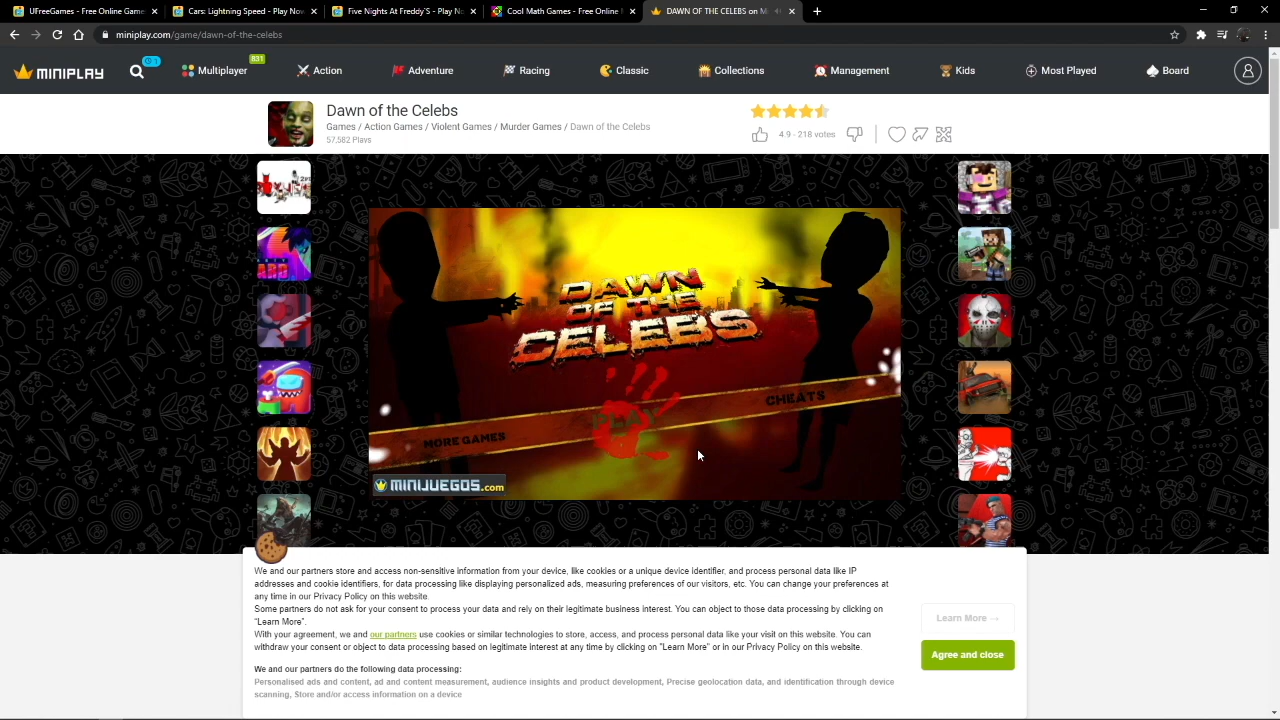 UFreeGames - Free Online Game
Cars: Lightning Speed - Play Now
Five Nights At Freddy`S - Play No
Cool Math Games - Free Online M
DAWN OF THE CELEBS on M
miniplay.com/game/dawn-of-the-celebs
MINIPLAY
1
Multiplayer
831
Action
Adventure
Racing
Classic
Collections
Management
Kids
Most Played
Board
Dawn of the Celebs
Games / Action Games / Violent Games / Murder Games / Dawn of the Celebs
57,582 Plays
4.9 - 218 votes
DAWN
OF THE
CELEBS
MORE GAMES
PLAY
CHEATS
MINIJUEGOS.com
We and our partners store and access non-sensitive information from your device, like cookies or a unique device identifier, and process personal data like IP
addresses and cookie identifiers, for data processing like displaying personalized ads, measuring preferences of our visitors, etc. You can change your preferences at
any time in our Privacy Policy on this website.
Some partners do not ask for your consent to process your data and rely on their legitimate business interest. You can object to those data processing by clicking on
"Learn More".
With your agreement, we and our partners use cookies or similar technologies to store, access, and process personal data like your visit on this website. You can
withdraw your consent or object to data processing based on legitimate interest at any time by clicking on "Learn More" or in our Privacy Policy on this website.
We and our partners do the following data processing:
Personalised ads and content, ad and content measurement, audience insights and product development, Precise geolocation data, and identification through device
scanning, Store and/or access information on a device
Learn More →
Agree and close